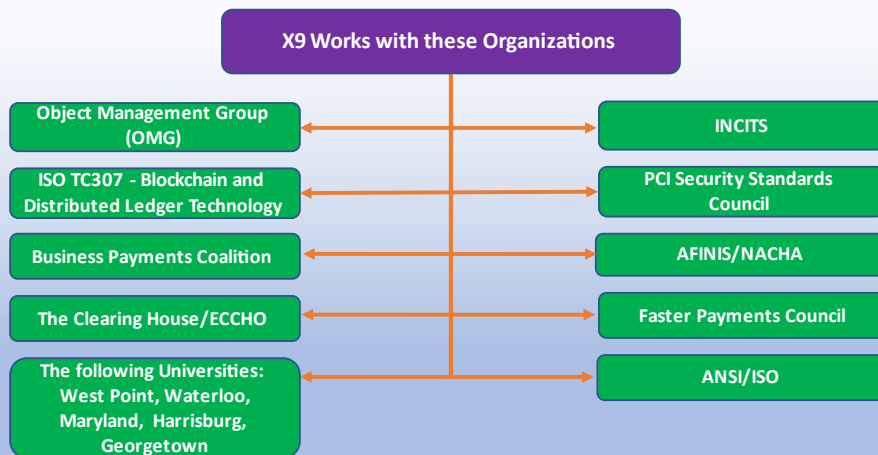 X9 Works with these Organizations
Object Management Group
(OMG)
INCITS
ISO TC307 - Blockchain and
Distributed Ledger Technology
PCI Security Standards
Council
Business Payments Coalition
AFINIS/NACHA
The Clearing House/ECCHO
Faster Payments Council
The following Universities:
West Point, Waterloo,
Maryland, Harrisburg,
Georgetown
ANSI/ISO